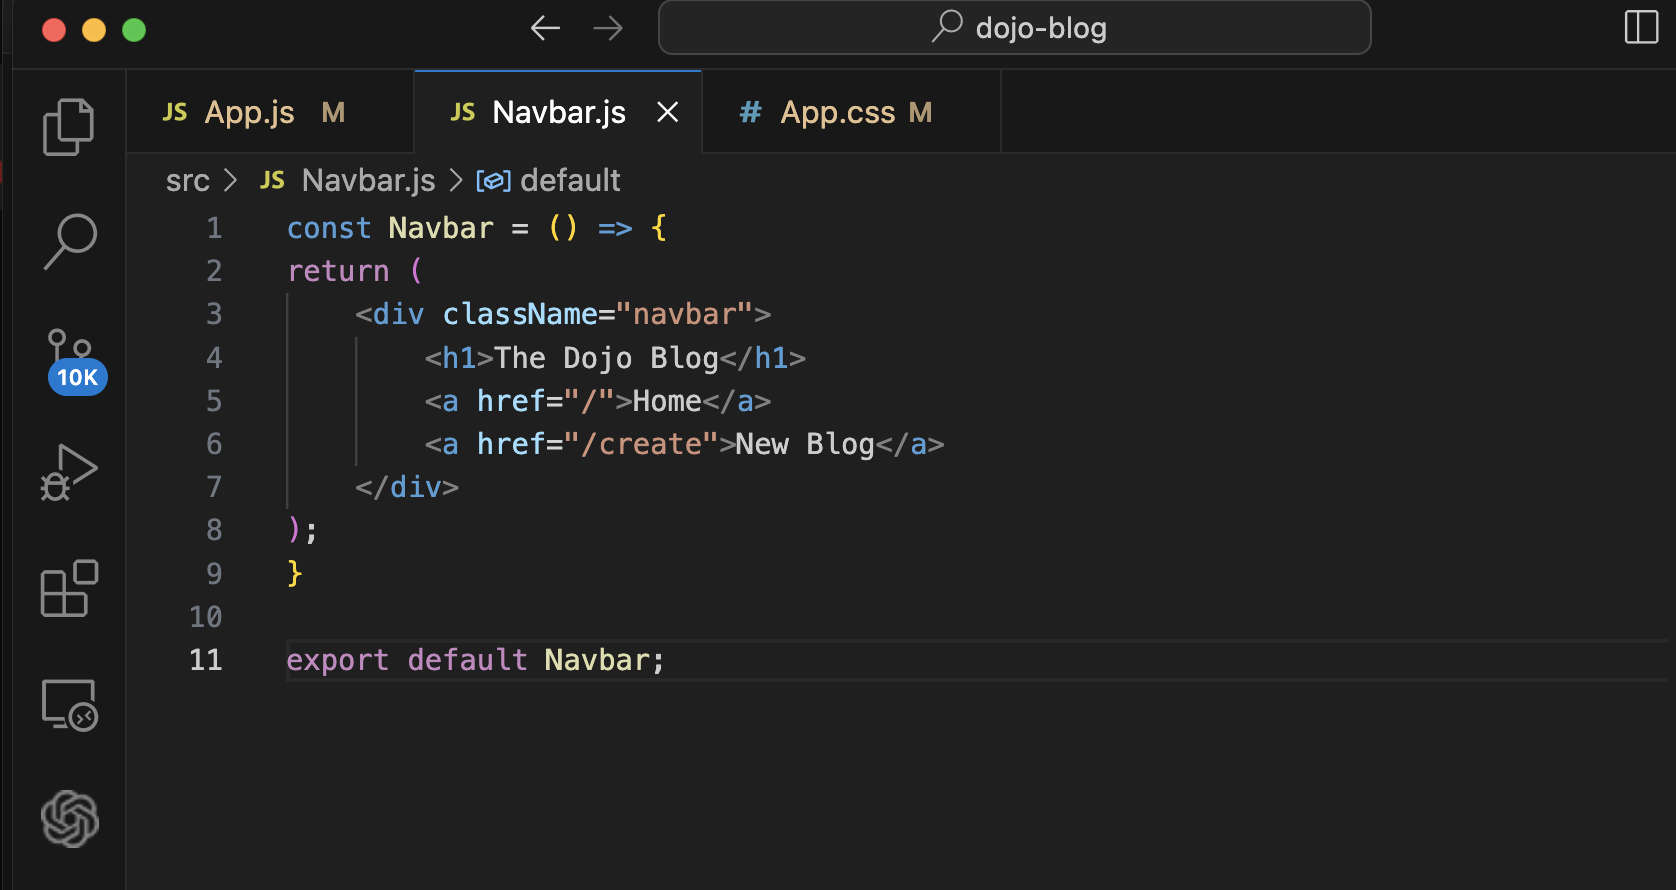 dojo-blog
JS App.js M
JS Navbar.js
# App.css M
src > JS Navbar.js > default
10K
1 const Navbar = () => {
2 return (
3     <div className="navbar">
4         <h1>The Dojo Blog</h1>
5         <a href="/">Home</a>
6         <a href="/create">New Blog</a>
7     </div>
8 );
9 }
10
11 export default Navbar;